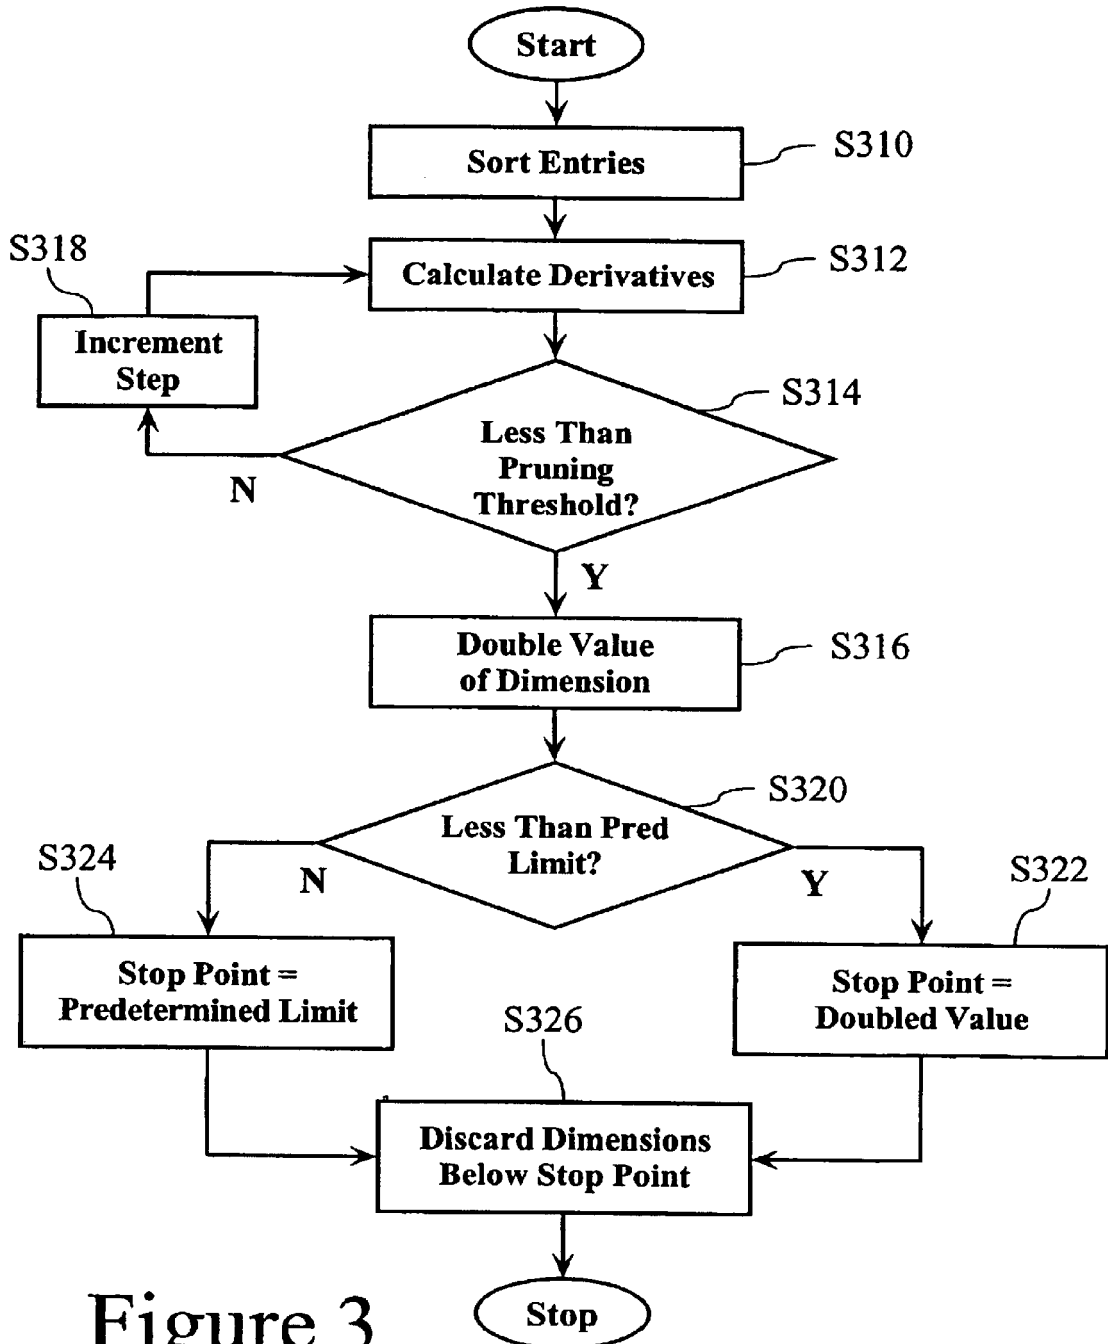 Start
Sort Entries
S310
S318
Calculate Derivatives
S312
Increment
Step
S314
Less Than
Pruning
Threshold?
N
Y
Double Value
of Dimension
S316
S320
Less Than Pred
Limit?
S324
N
Y
S322
Stop Point =
Predetermined Limit
Stop Point =
Doubled Value
S326
Discard Dimensions
Below Stop Point
Stop
Figure 3